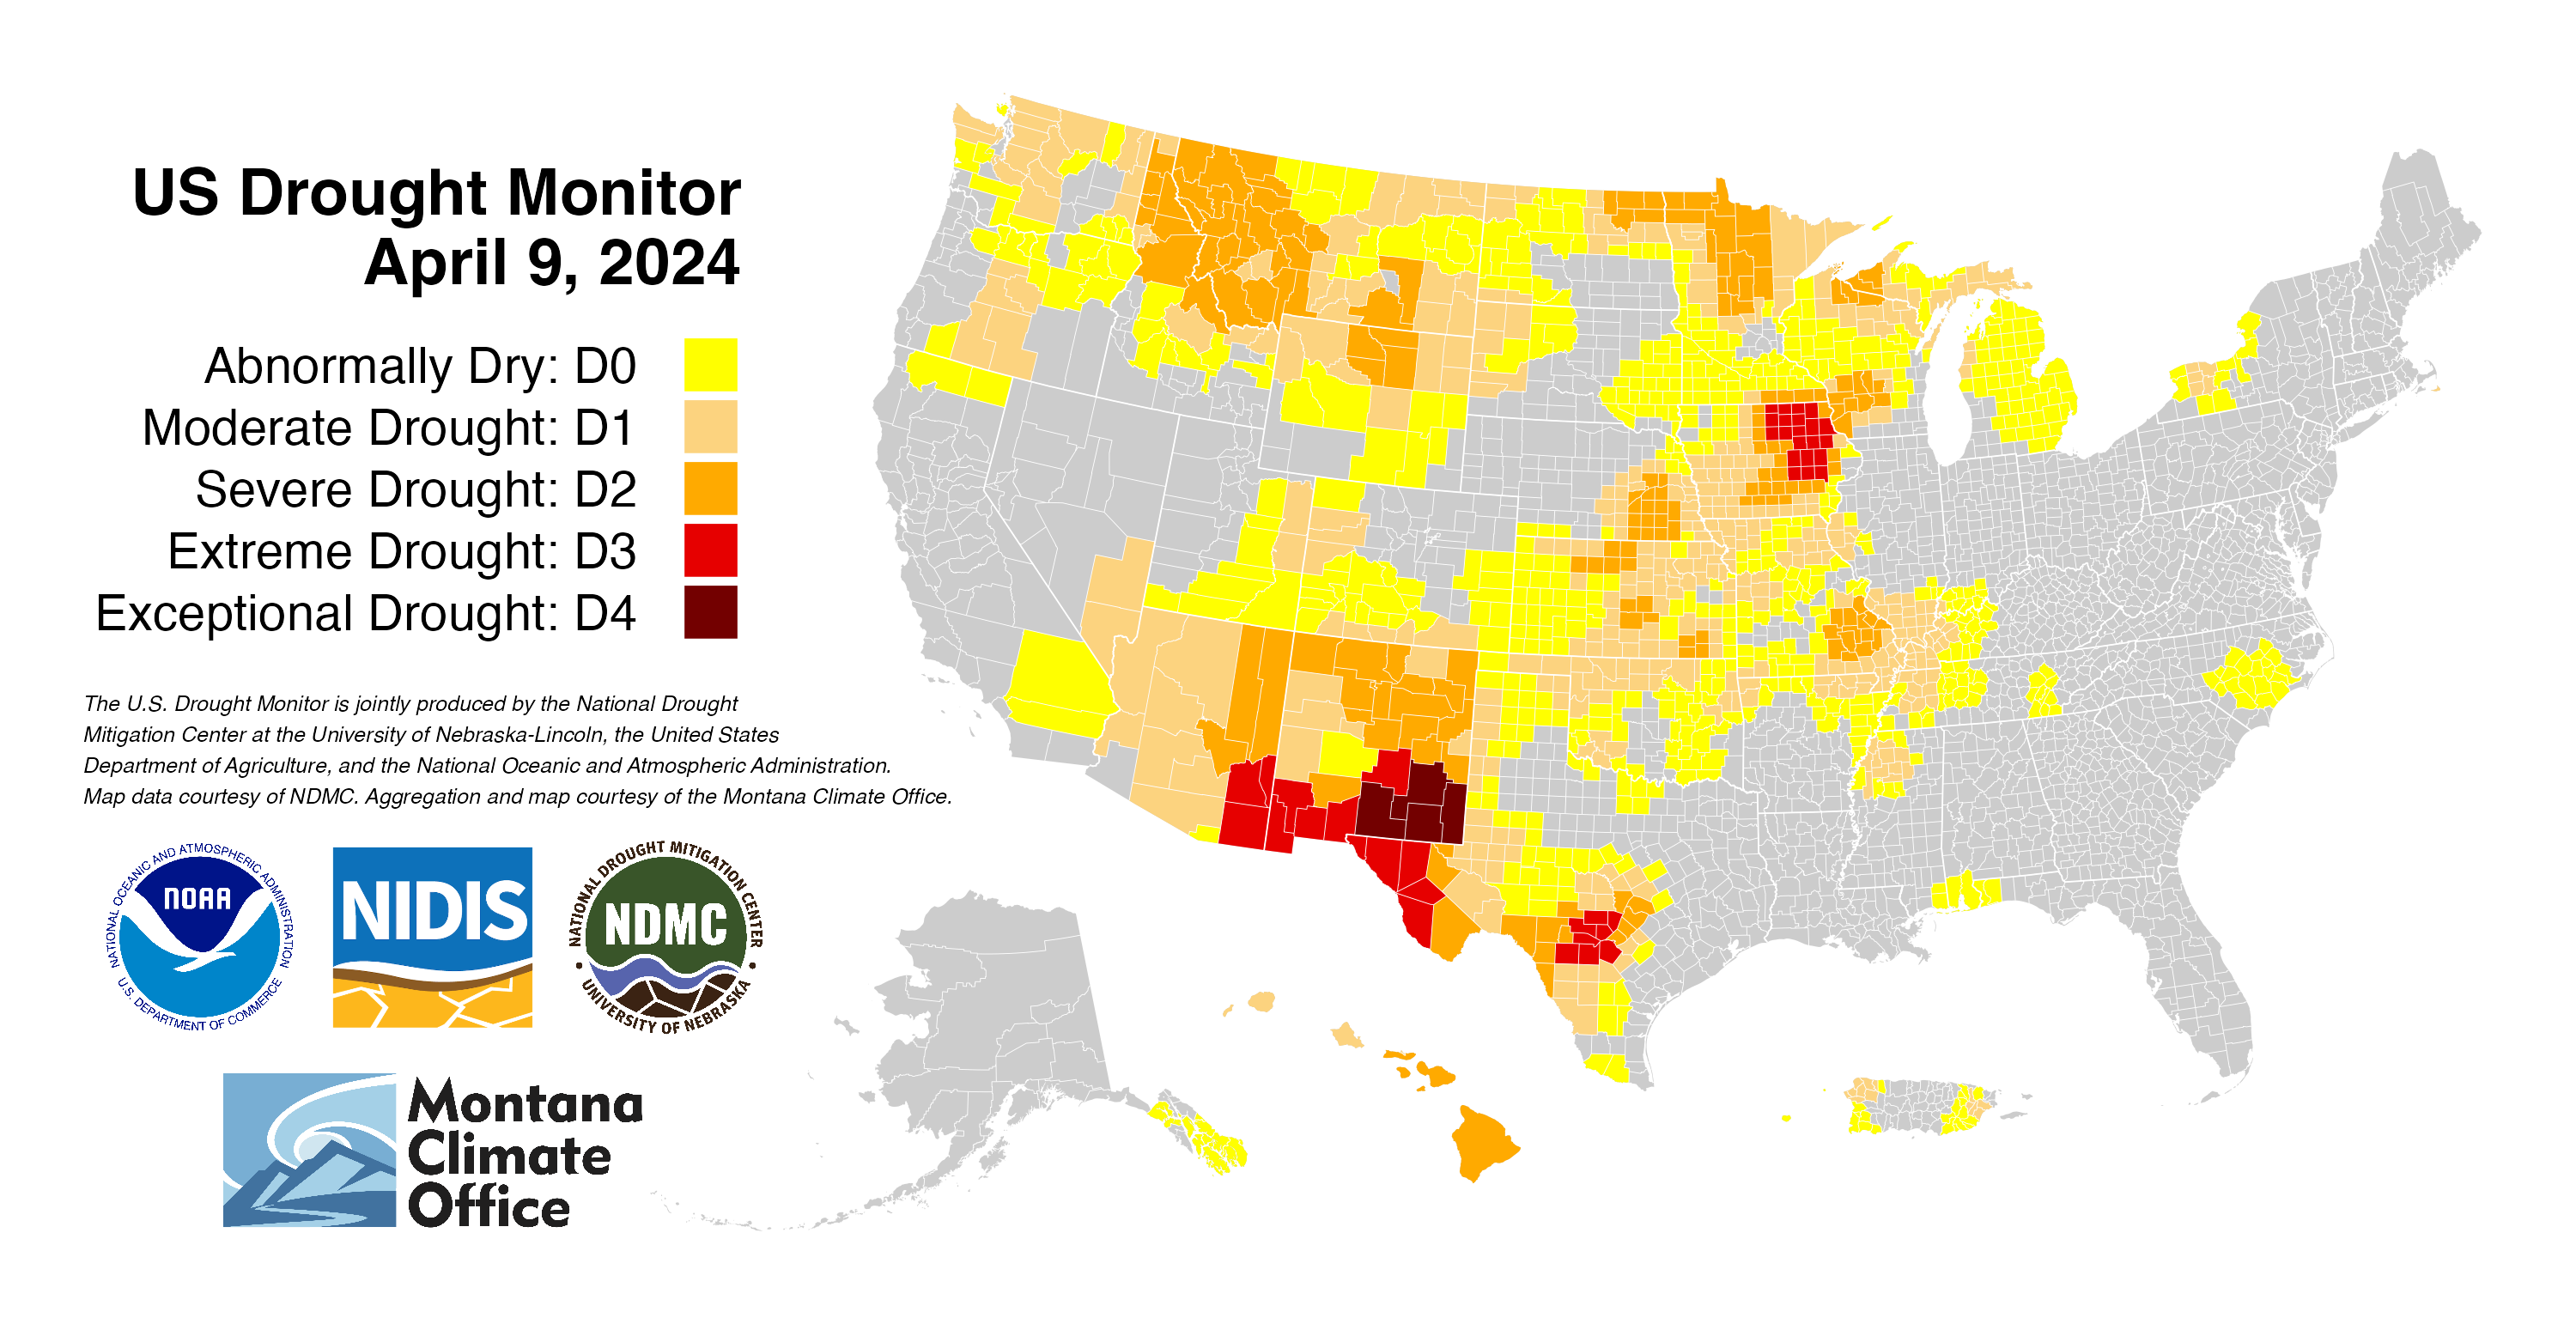 US Drought Monitor
April 9, 2024
Abnormally Dry: D0
Moderate Drought: D1
Severe Drought: D2
Extreme Drought: D3
Exceptional Drought: D4
The U.S. Drought Monitor is jointly produced by the National Drought
Mitigation Center at the University of Nebraska-Lincoln, the United States
Department of Agriculture, and the National Oceanic and Atmospheric Administration.
Map data courtesy of NDMC. Aggregation and map courtesy of the Montana Climate Office.
NATIONAL OCEANIC AND ATMOSPHERIC ADMINISTRATION
NOAA
U.S. DEPARTMENT OF COMMERCE
NIDIS
NATIONAL DROUGHT MITIGATION CENTER
NDMC
UNIVERSITY OF NEBRASKA
Montana
Climate
Office